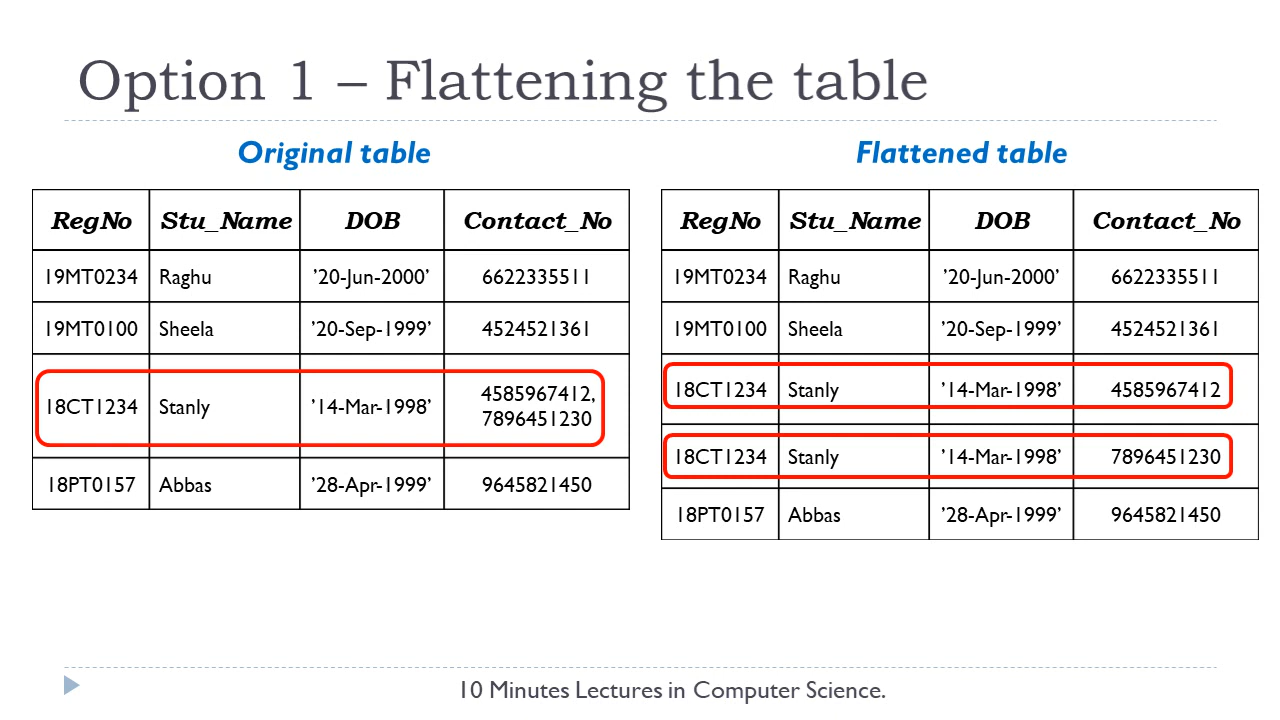 Option 1 – Flattening the table
Original table
RegNo Stu_Name DOB Contact_No
19MT0234 Raghu '20-Jun-2000' 6622335511
19MT0100 Sheela '20-Sep-1999' 4524521361
18CT1234 Stanly '14-Mar-1998' 4585967412,
7896451230
18PT0157 Abbas '28-Apr-1999' 9645821450
Flattened table
RegNo Stu_Name DOB Contact_No
19MT0234 Raghu '20-Jun-2000' 6622335511
19MT0100 Sheela '20-Sep-1999' 4524521361
18CT1234 Stanly '14-Mar-1998' 4585967412
18CT1234 Stanly '14-Mar-1998' 7896451230
18PT0157 Abbas '28-Apr-1999' 9645821450
10 Minutes Lectures in Computer Science.